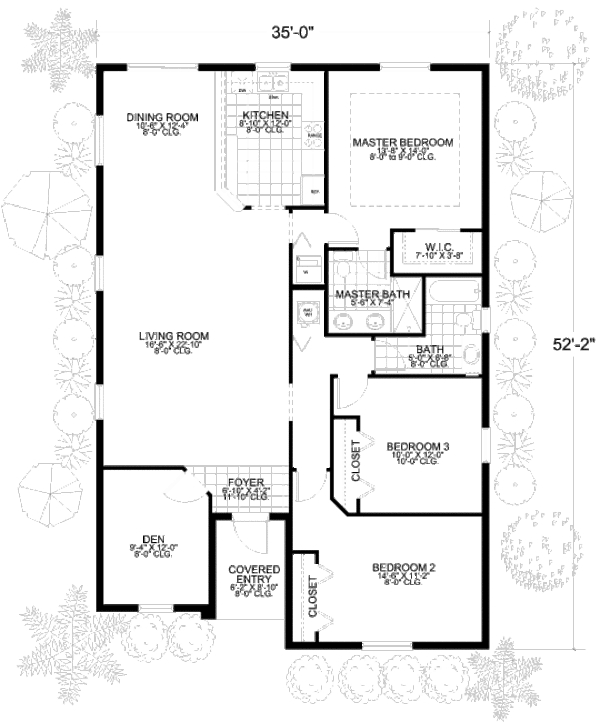 35'-0"
DINING ROOM
10'-6" X 12'-4"
8'-0" CLG.
DW
KITCHEN
8'-10" X 12'-0"
8'-0" CLG.
RANGE
REF.
MASTER BEDROOM
13'-8" X 14'-0"
8'-0" to 9'-0" CLG.
W.I.C.
7'-10" X 3'-8"
W
MASTER BATH
5'-6" X 7'-4"
AHU
WH
LIVING ROOM
16'-6" X 22'-10"
8'-0" CLG.
BATH
5'-0" X 8'-8"
8'-0" CLG.
52'-2"
BEDROOM 3
10'-0" X 12'-0"
10'-0" CLG.
CLOSET
FOYER
6'-10" X 4'-2"
11'-10" CLG.
DEN
9'-4" X 12'-0"
8'-0" CLG.
COVERED
ENTRY
6'-2" X 8'-10"
8'-0" CLG.
CLOSET
BEDROOM 2
14'-6" X 11'-2"
8'-0" CLG.